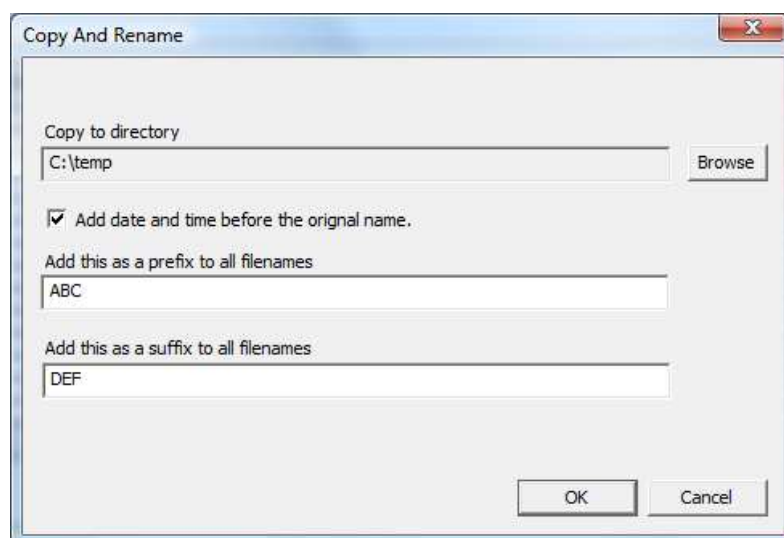 Copy And Rename
Copy to directory
C:\temp
Browse
Add date and time before the orignal name.
Add this as a prefix to all filenames
ABC
Add this as a suffix to all filenames
DEF
OK
Cancel